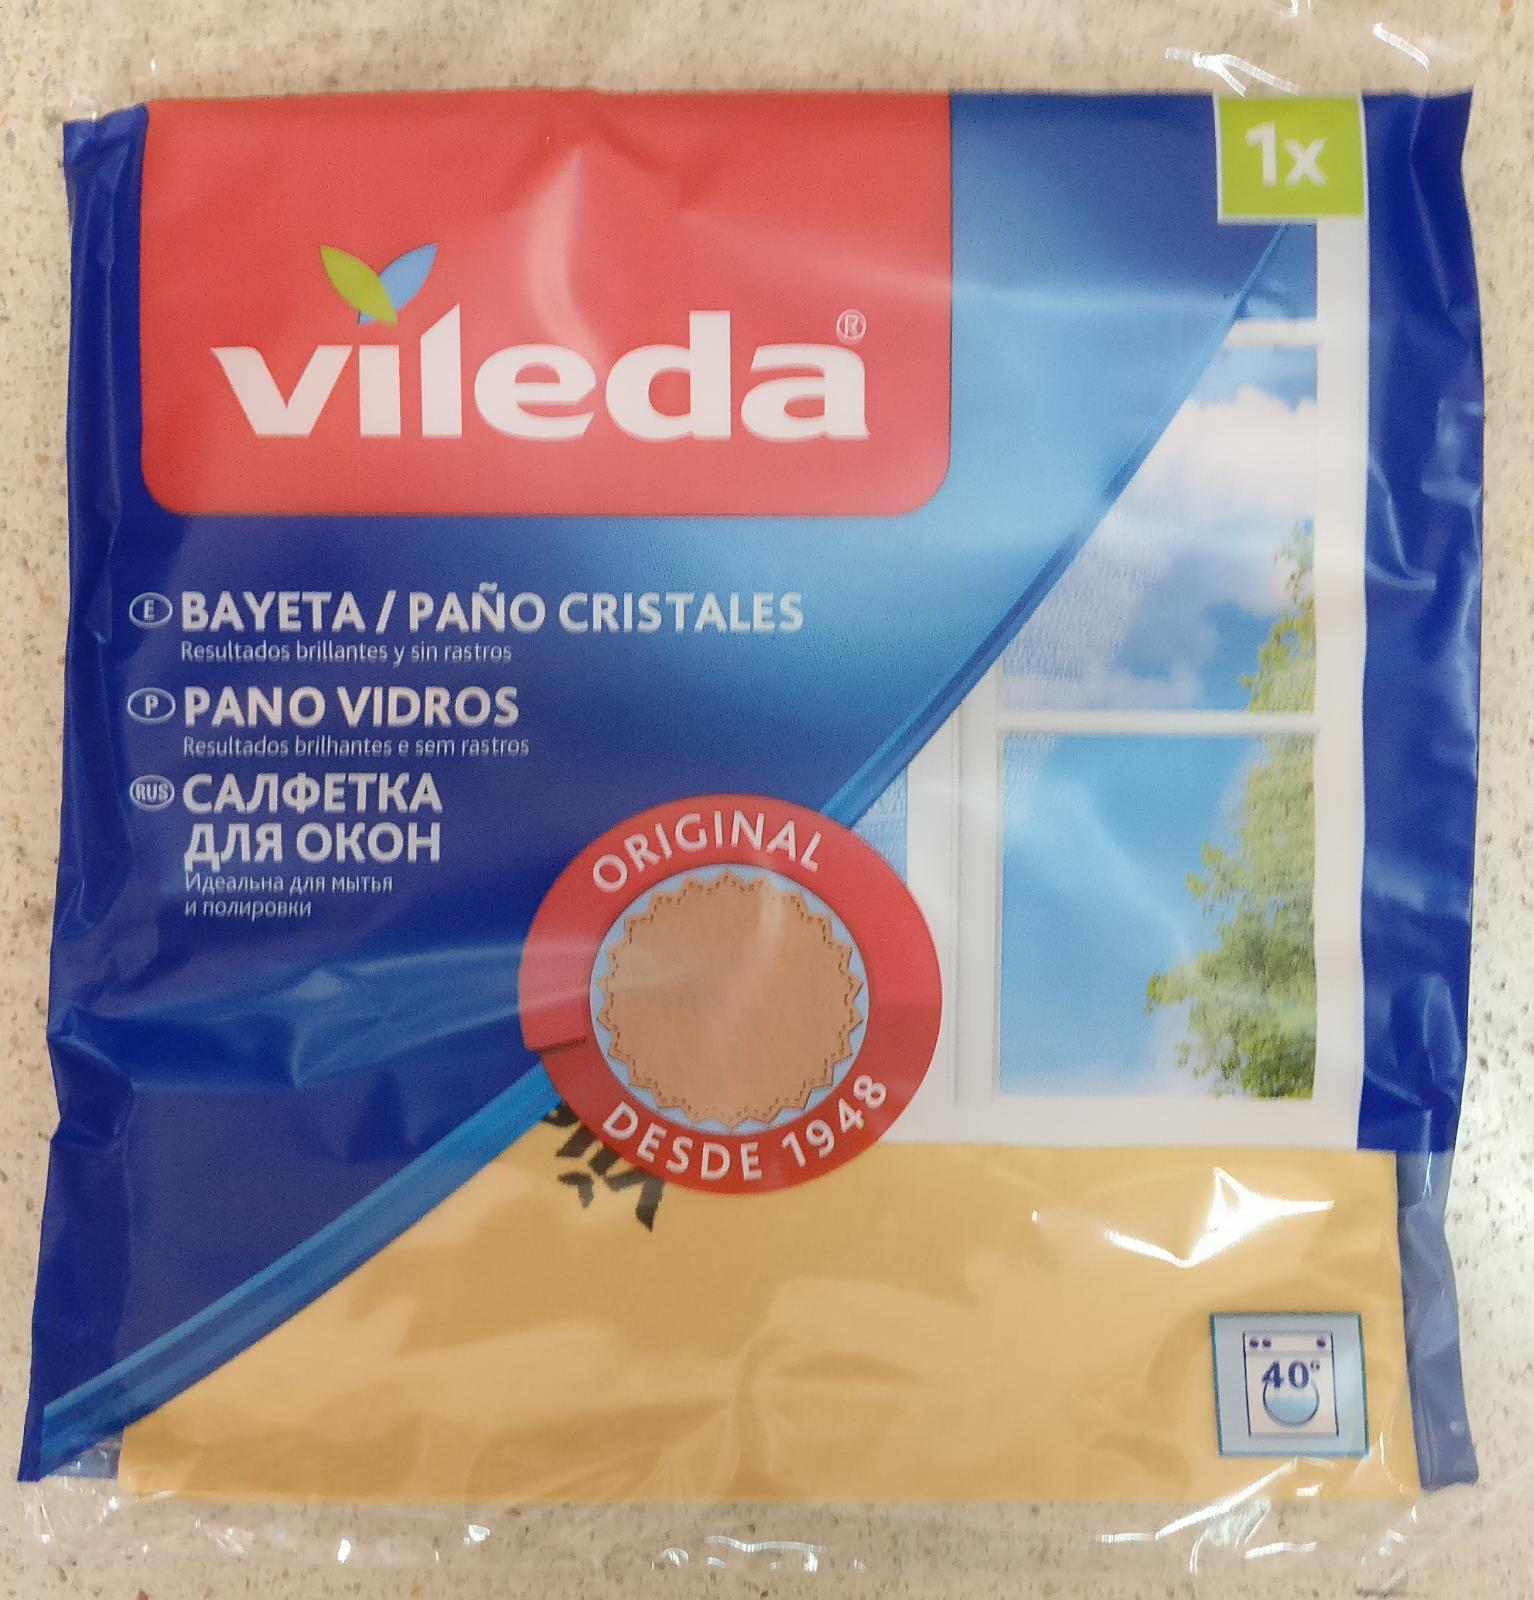 1x
vileda®
E BAYETA / PAÑO CRISTALES
Resultados brillantes y sin rastros
P PANO VIDROS
Resultados brilhantes e sem rastros
RUS САЛФЕТКА
ДЛЯ ОКОН
Идеальна для мытья
и полировки
ORIGINAL
DESDE 1948
40°